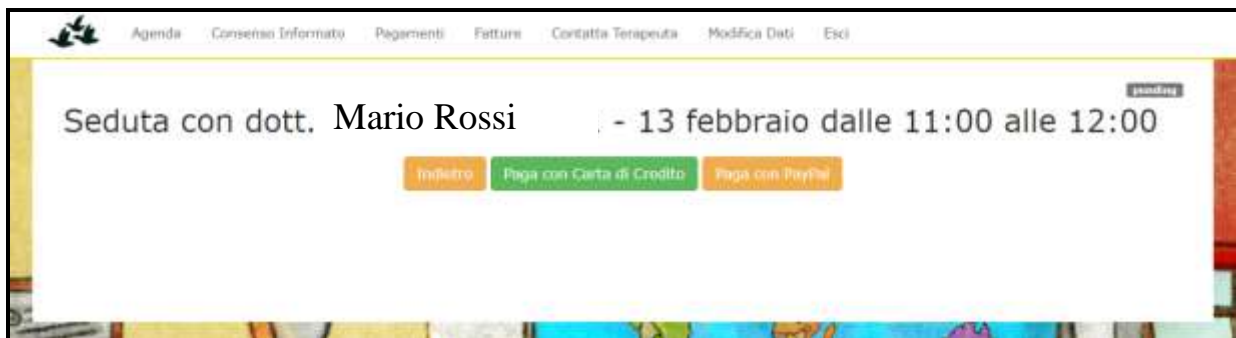 Agenda Consenso Informato Pagamenti Fatture Contatta Terapeuta Modifica Dati Esci
pending
Seduta con dott. Mario Rossi - 13 febbraio dalle 11:00 alle 12:00
Indietro Paga con Carta di Credito Paga con PayPal